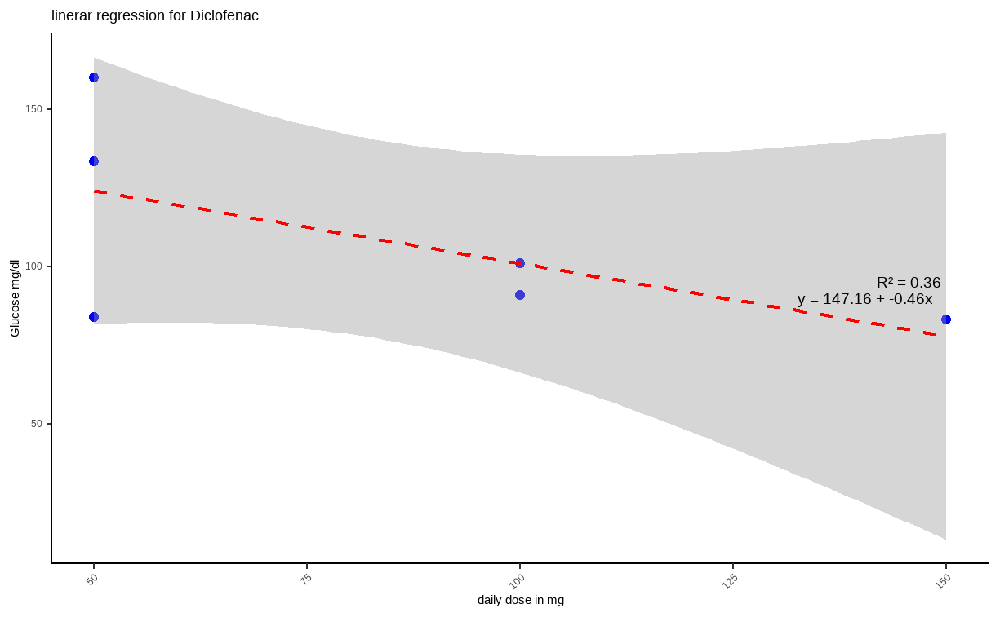 linerar regression for Diclofenac
Glucose mg/dl
150
100
50
R² = 0.36
y = 147.16 + -0.46x
50
75
100
125
150
daily dose in mg